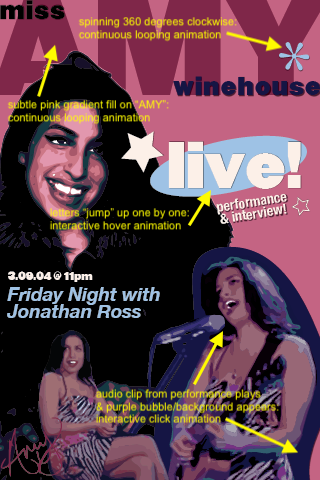 miss
AMY
spinning 360 degrees clockwise:
continuous looping animation
*
winehouse
subtle pink gradient fill on "AMY":
continuous looping animation
live!
letters "jump" up one by one:
interactive hover animation
performance
& interview!
3.09.04 @ 11pm
Friday Night with
Jonathan Ross
audio clip from performance plays
& purple bubble/background appears:
interactive click animation